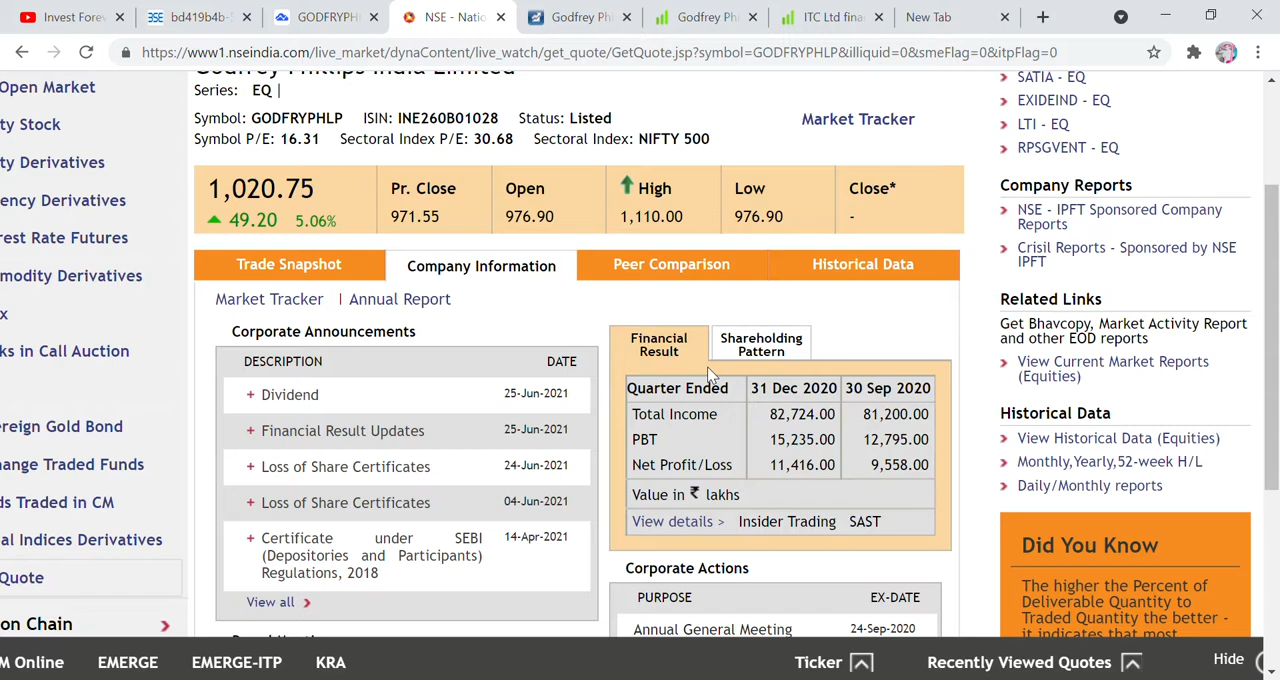 Invest Forev
bd419b4b-
GODFRYPH
NSE - Natio
Godfrey Ph
Godfrey Ph
ITC Ltd fina
New Tab
https://www1.nseindia.com/live_market/dynaContent/live_watch/get_quote/GetQuote.jsp?symbol=GODFRYPHLP&illiquid=0&smeFlag=0&itpFlag=0
Open Market
ty Stock
ty Derivatives
ency Derivatives
rest Rate Futures
modity Derivatives
x
ks in Call Auction
ereign Gold Bond
hange Traded Funds
ds Traded in CM
al Indices Derivatives
Quote
on Chain
Godfrey Phillips India Limited
Series: EQ |
Symbol: GODFRYPHLP ISIN: INE260B01028 Status: Listed
Market Tracker
Symbol P/E: 16.31 Sectoral Index P/E: 30.68 Sectoral Index: NIFTY 500
1,020.75 Pr. Close Open High Low Close*
49.20 5.06% 971.55 976.90 1,110.00 976.90 -
Trade Snapshot Company Information Peer Comparison Historical Data
Market Tracker | Annual Report
Corporate Announcements
DESCRIPTION DATE
+ Dividend 25-Jun-2021
+ Financial Result Updates 25-Jun-2021
+ Loss of Share Certificates 24-Jun-2021
+ Loss of Share Certificates 04-Jun-2021
+ Certificate under SEBI 14-Apr-2021
(Depositories and Participants)
Regulations, 2018
View all
Financial
Result
Shareholding
Pattern
Quarter Ended 31 Dec 2020 30 Sep 2020
Total Income 82,724.00 81,200.00
PBT 15,235.00 12,795.00
Net Profit/Loss 11,416.00 9,558.00
Value in ₹ lakhs
View details > Insider Trading SAST
Corporate Actions
PURPOSE EX-DATE
Annual General Meeting 24-Sep-2020
SATIA - EQ
EXIDEIND - EQ
LTI - EQ
RPSGVENT - EQ
Company Reports
NSE - IPFT Sponsored Company
Reports
Crisil Reports - Sponsored by NSE
IPFT
Related Links
Get Bhavcopy, Market Activity Report
and other EOD reports
View Current Market Reports
(Equities)
Historical Data
View Historical Data (Equities)
Monthly,Yearly,52-week H/L
Daily/Monthly reports
Did You Know
The higher the Percent of
Deliverable Quantity to
Traded Quantity the better -
it indicates that most
M Online EMERGE EMERGE-ITP KRA Ticker Recently Viewed Quotes Hide